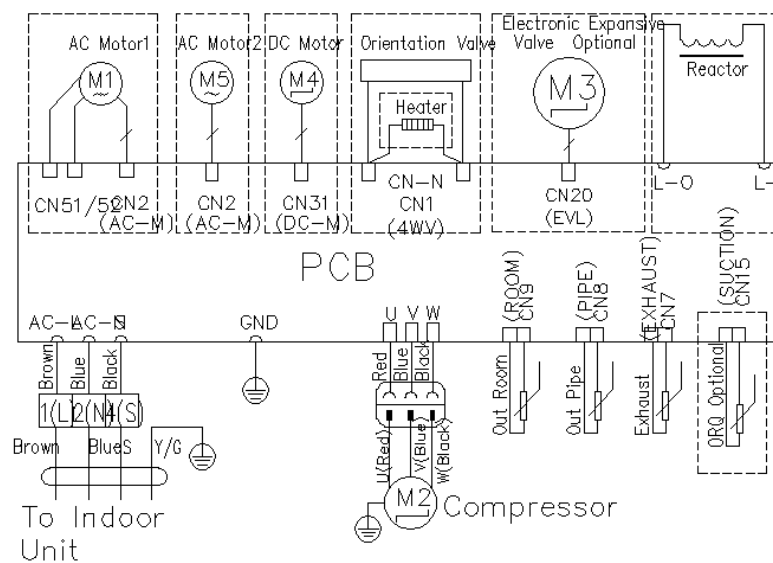 AC Motor1
M1
CN51/52
CN2
(AC-M)
AC Motor2
M5
CN2
(AC-M)
DC Motor
M4
CN31
(DC-M)
Orientation Valve
Heater
CN-N
CN1
(4WV)
Electronic Expansive
Valve Optional
M3
CN20
(EVL)
Reactor
L-O
L-
PCB
AC-L
AC-N
S
GND
U
V
W
(ROOM)
CN9
(PIPE)
CN8
(EXHAUST)
CN7
(SUCTION)
CN15
Brown
Blue
Black
1(L)
2(N)
4(S)
Brown
Blue
S
Y/G
To Indoor
Unit
Red
Blue
Black
U(Red)
V(Blue)
W(Black)
M2
Compressor
Out Room
Out Pipe
Exhaust
ORQ Optional